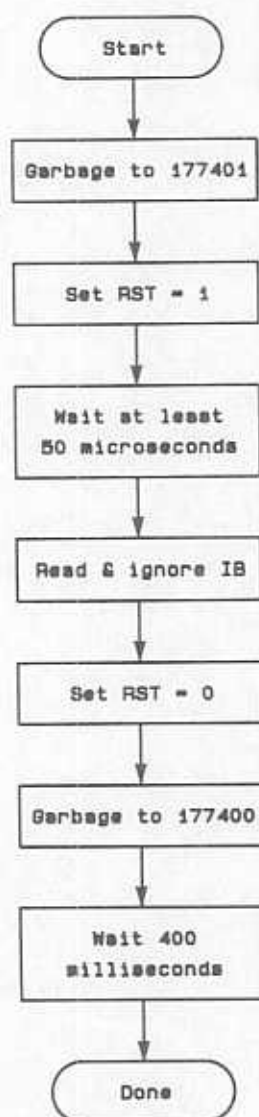 Start
Garbage to 177401
Set RST = 1
Wait at least
50 microseconds
Read & ignore IB
Set RST = 0
Garbage to 177400
Wait 400
milliseconds
Done